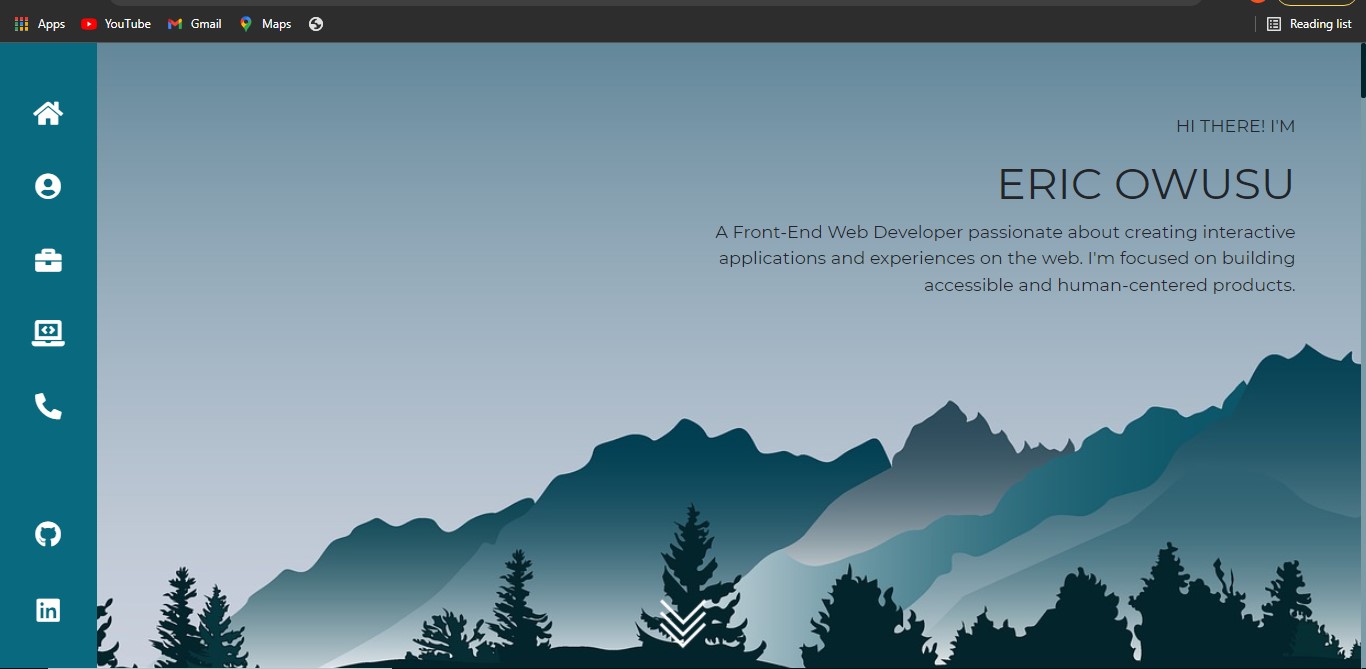 Apps
YouTube
Gmail
Maps
Reading list
HI THERE! I'M
ERIC OWUSU
A Front-End Web Developer passionate about creating interactive
applications and experiences on the web. I'm focused on building
accessible and human-centered products.
in